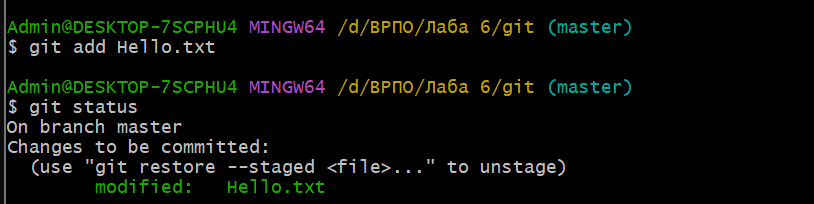 Admin@DESKTOP-7SCPHU4 MINGW64 /d/ВРПО/Лаба 6/git (master)
$ git add Hello.txt
Admin@DESKTOP-7SCPHU4 MINGW64 /d/ВРПО/Лаба 6/git (master)
$ git status
On branch master
Changes to be committed:
  (use "git restore --staged <file>..." to unstage)
        modified:   Hello.txt